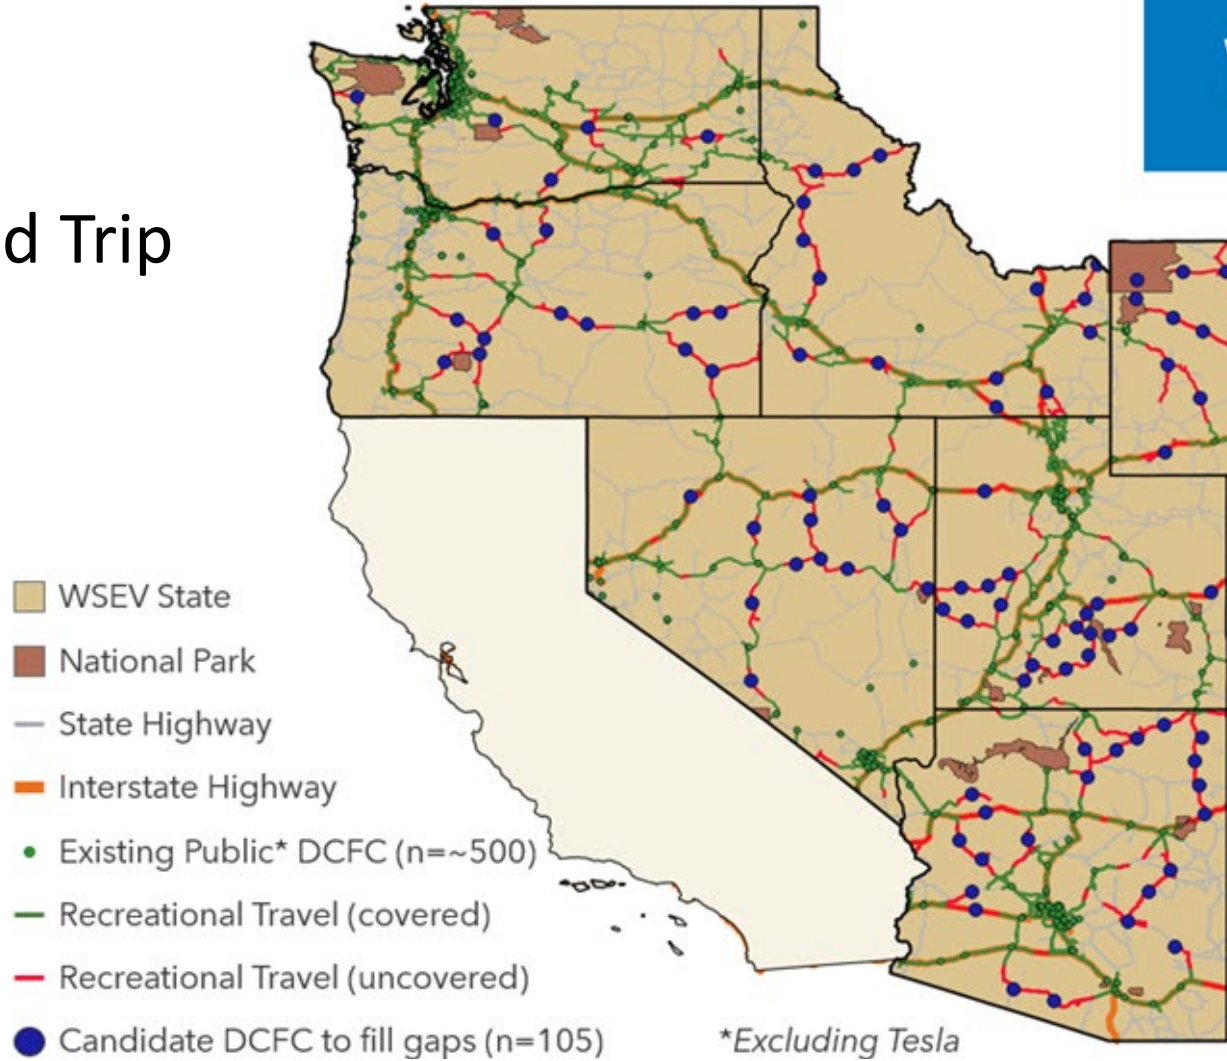 d Trip
WSEV State
National Park
State Highway
Interstate Highway
Existing Public* DCFC (n=~500)
Recreational Travel (covered)
Recreational Travel (uncovered)
Candidate DCFC to fill gaps (n=105)
*Excluding Tesla